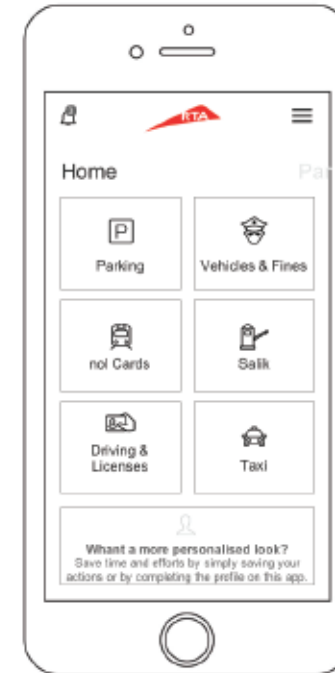 RTA
Home
Par
P
Parking
Vehicles & Fines
nol Cards
Salik
Driving &
Licenses
Taxi
Whant a more personalised look?
Save time and efforts by simply saving your
actions or by completing the profile on this app.